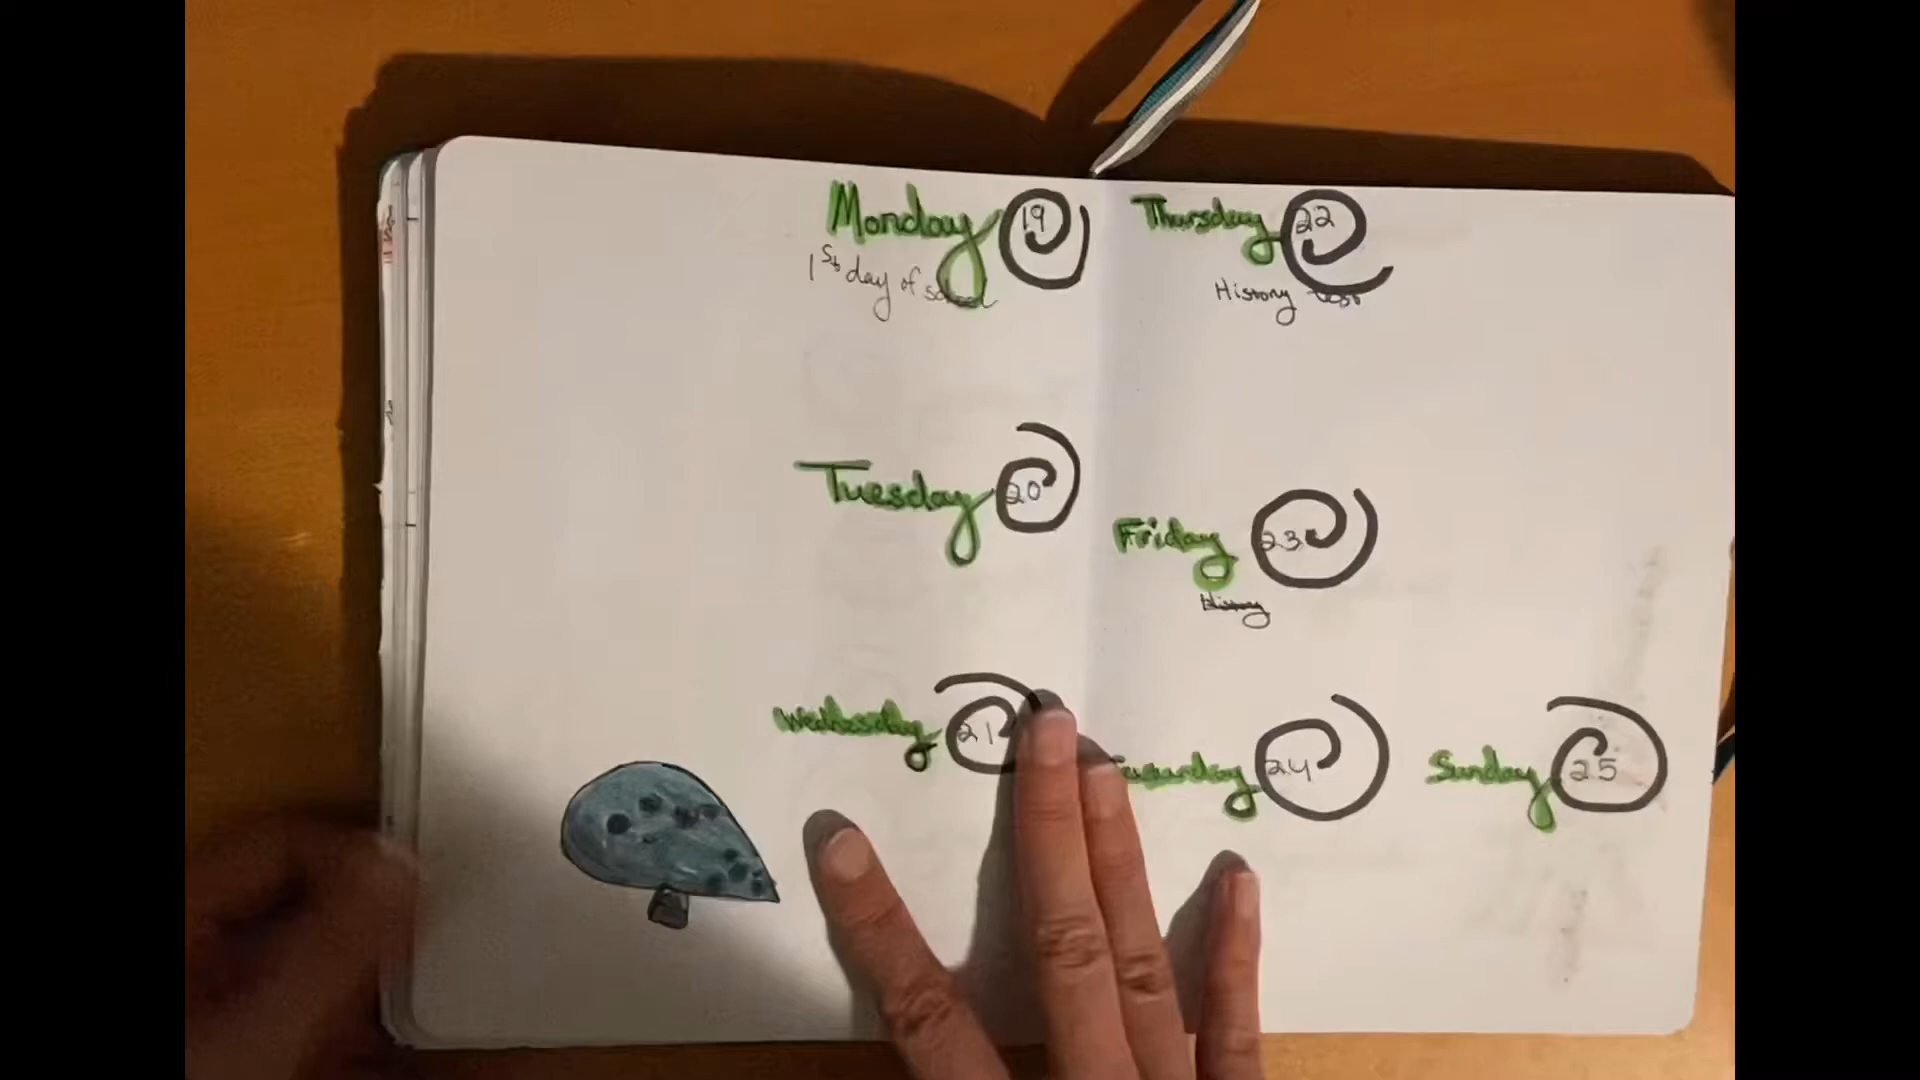 Monday 19
1st day of school
Tuesday 20
Wednesday 21
Thursday 22
History test
Friday 23
History
Saturday 24
Sunday 25